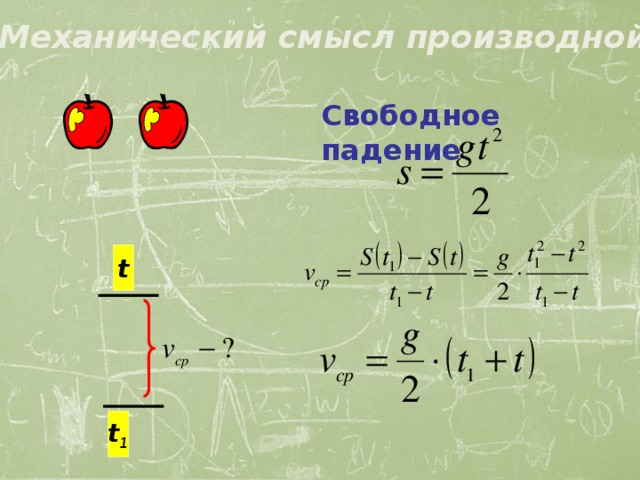 Механический смысл производной
Свободное
падение
s = gt²/2
t
v_ср = (S(t₁) − S(t))/(t₁ − t) = g/2 · (t₁² − t²)/(t₁ − t)
v_ср − ?
v_ср = g/2 · (t₁ + t)
t₁